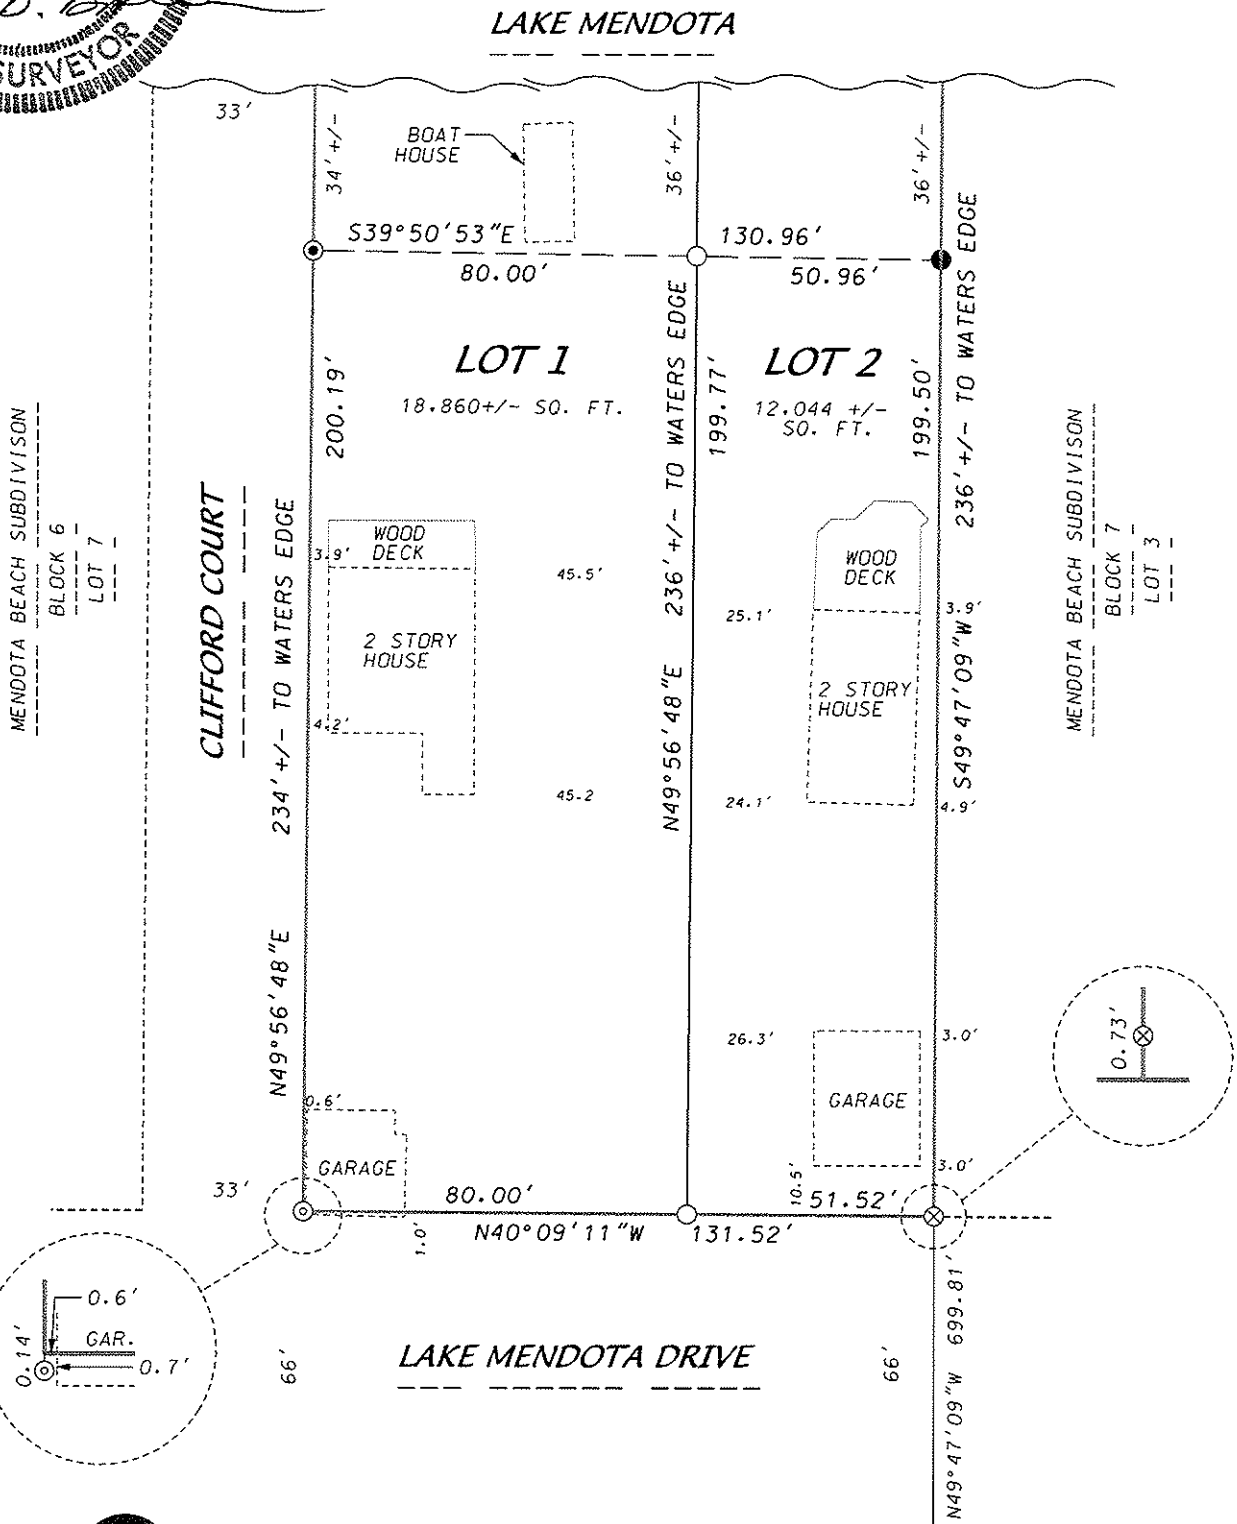 SURVEYOR
LAKE MENDOTA
33'
34'+/-
BOAT
HOUSE
36'+/-
36'+/-
S39°50'53"E
130.96'
80.00'
50.96'
LOT 1
18.860+/- SQ. FT.
LOT 2
12.044 +/-
SQ. FT.
200.19'
199.77'
199.50'
236'+/- TO WATERS EDGE
236'+/- TO WATERS EDGE
234'+/- TO WATERS EDGE
MENDOTA BEACH SUBDIVISON
BLOCK 6
LOT 7
CLIFFORD COURT
MENDOTA BEACH SUBDIVISON
BLOCK 7
LOT 3
WOOD
DECK
3.9'
45.5'
2 STORY
HOUSE
4.2'
45.2
WOOD
DECK
25.1'
3.9'
2 STORY
HOUSE
24.1'
4.9'
N49°56'48"E
S49°47'09"W
N49°56'48"E
26.3'
3.0'
GARAGE
3.0'
10.5'
0.73'
0.6'
GARAGE
33'
80.00'
51.52'
N40°09'11"W
131.52'
1.0'
0.6'
GAR.
0.7'
0.14'
66'
LAKE MENDOTA DRIVE
66'
N49°47'09"W 699.81'